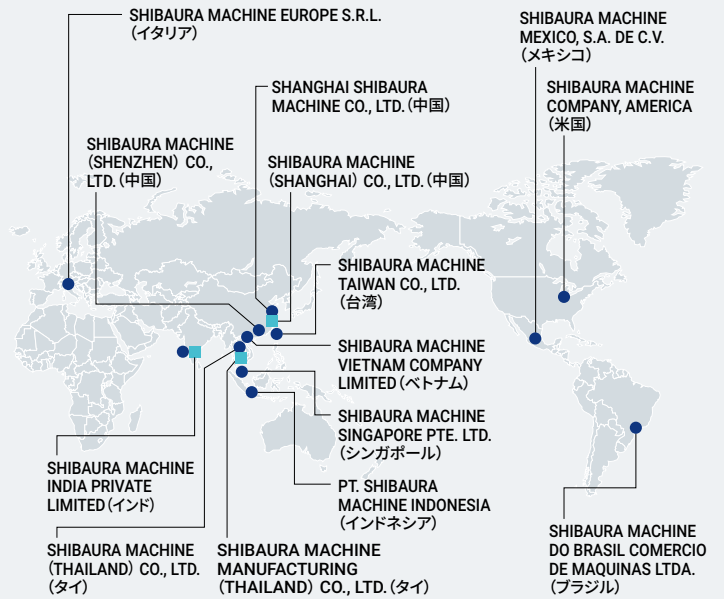 SHIBAURA MACHINE EUROPE S.R.L.
（イタリア）
SHIBAURA MACHINE
MEXICO, S.A. DE C.V.
（メキシコ）
SHANGHAI SHIBAURA
MACHINE CO., LTD.（中国）
SHIBAURA MACHINE
COMPANY, AMERICA
（米国）
SHIBAURA MACHINE
（SHENZHEN） CO.,
LTD.（中国）
SHIBAURA MACHINE
（SHANGHAI） CO., LTD.（中国）
SHIBAURA MACHINE
TAIWAN CO., LTD.
（台湾）
SHIBAURA MACHINE
VIETNAM COMPANY
LIMITED（ベトナム）
SHIBAURA MACHINE
SINGAPORE PTE. LTD.
（シンガポール）
SHIBAURA MACHINE
INDIA PRIVATE
LIMITED（インド）
PT. SHIBAURA
MACHINE INDONESIA
（インドネシア）
SHIBAURA MACHINE
（THAILAND） CO., LTD.
（タイ）
SHIBAURA MACHINE
MANUFACTURING
（THAILAND） CO., LTD.（タイ）
SHIBAURA MACHINE
DO BRASIL COMERCIO
DE MAQUINAS LTDA.
（ブラジル）